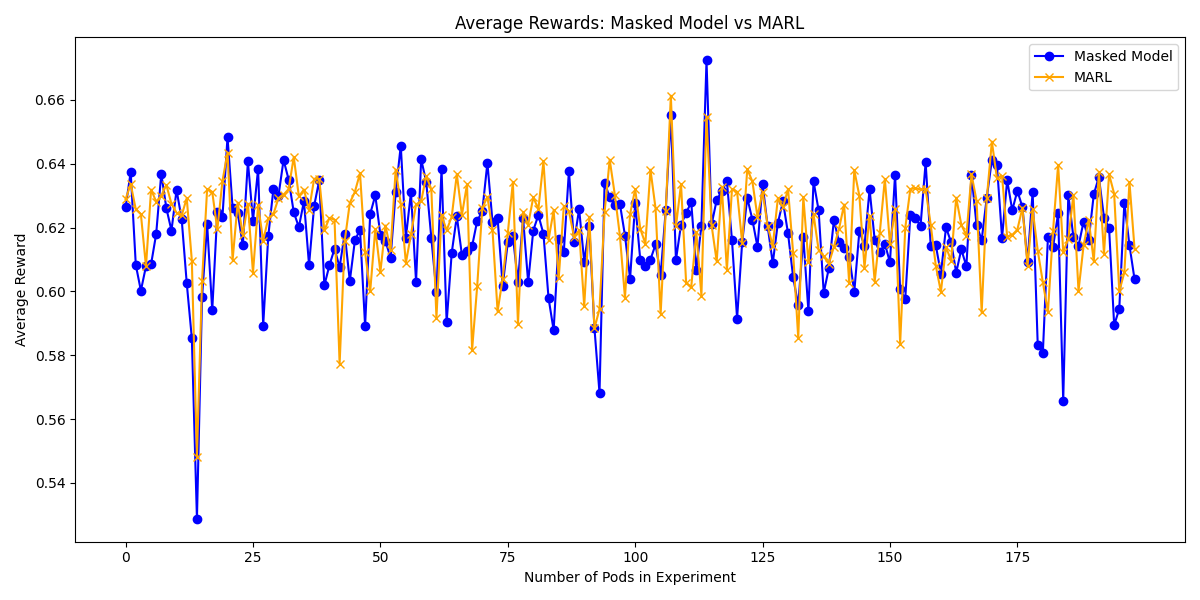 Average Rewards: Masked Model vs MARL
Masked Model
MARL
Average Reward
0.66
0.64
0.62
0.60
0.58
0.56
0.54
0 25 50 75 100 125 150 175
Number of Pods in Experiment